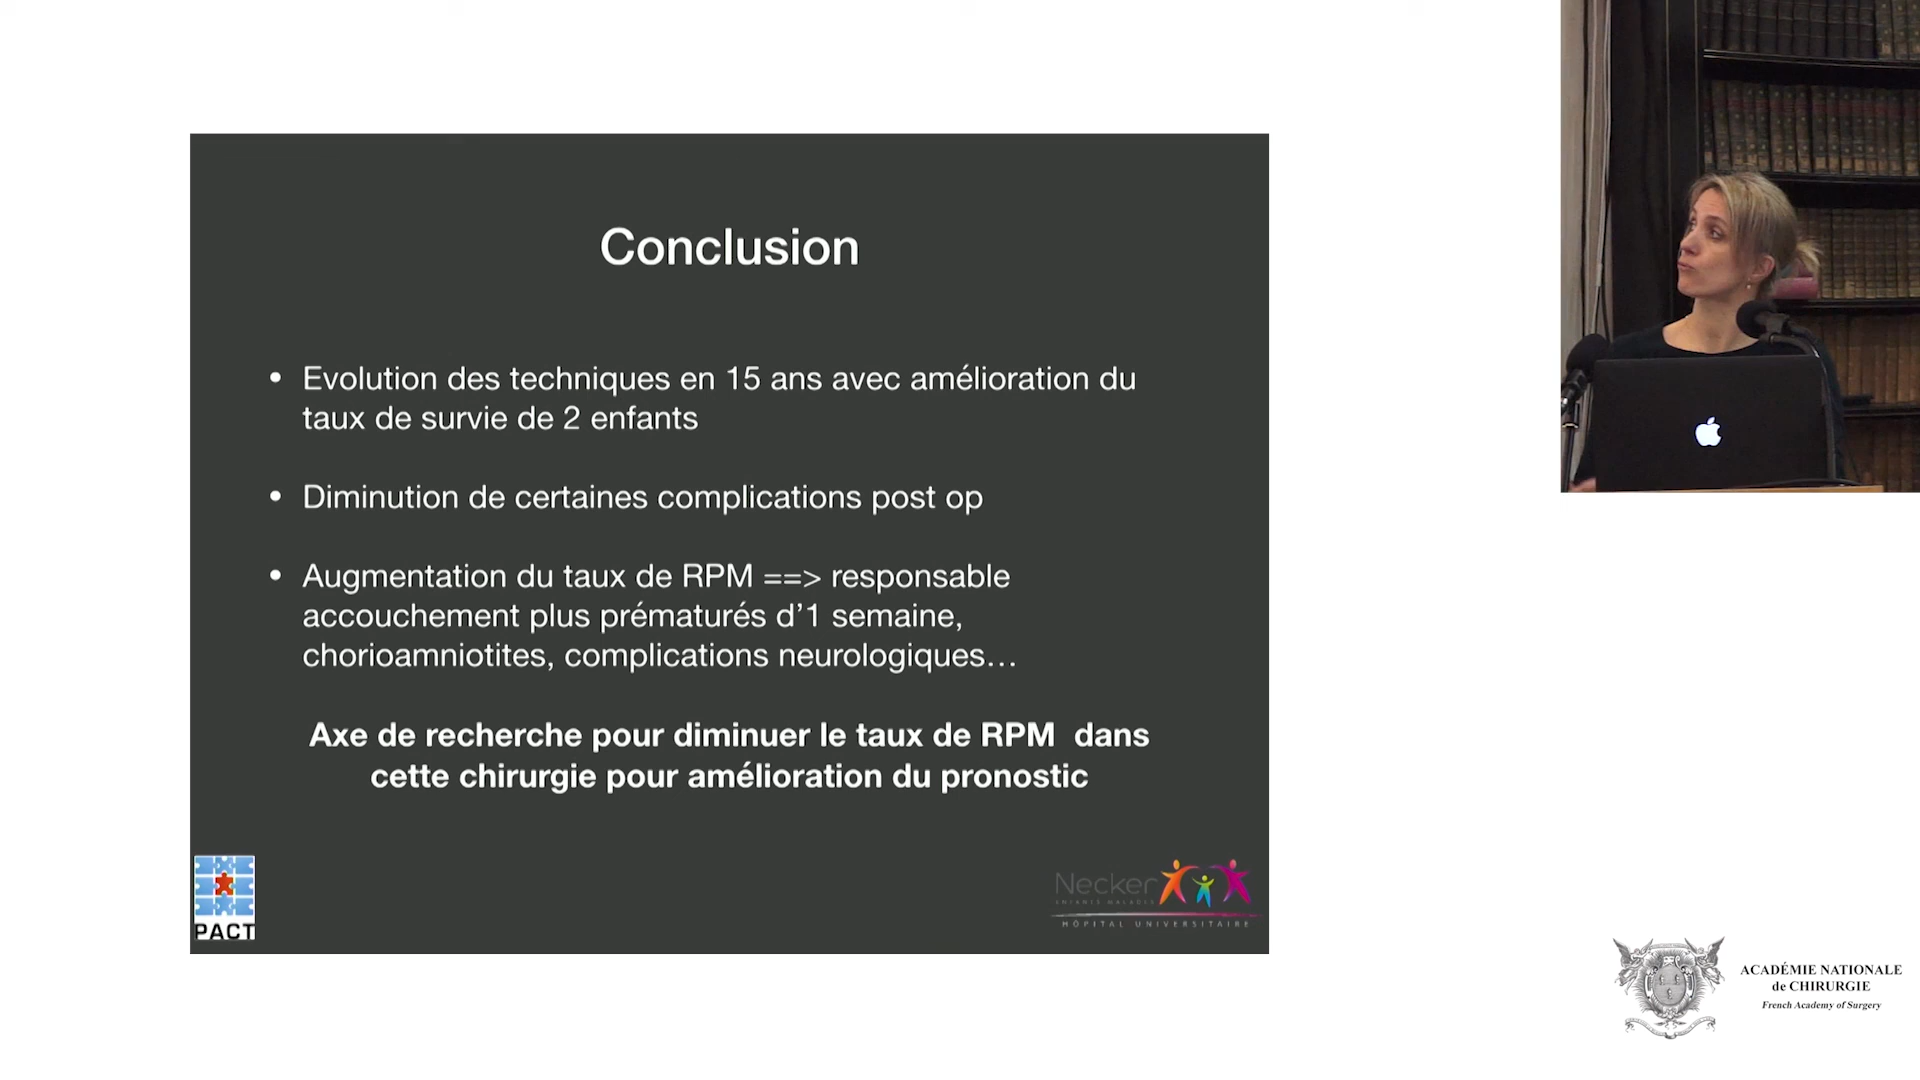 Conclusion
• Evolution des techniques en 15 ans avec amélioration du
taux de survie de 2 enfants
• Diminution de certaines complications post op
• Augmentation du taux de RPM ==> responsable
accouchement plus prématurés d’1 semaine,
chorioamniotites, complications neurologiques…
Axe de recherche pour diminuer le taux de RPM dans
cette chirurgie pour amélioration du pronostic
PACT
Necker
ENFANTS MALADES
HÔPITAL UNIVERSITAIRE
ACADÉMIE NATIONALE
de CHIRURGIE
French Academy of Surgery